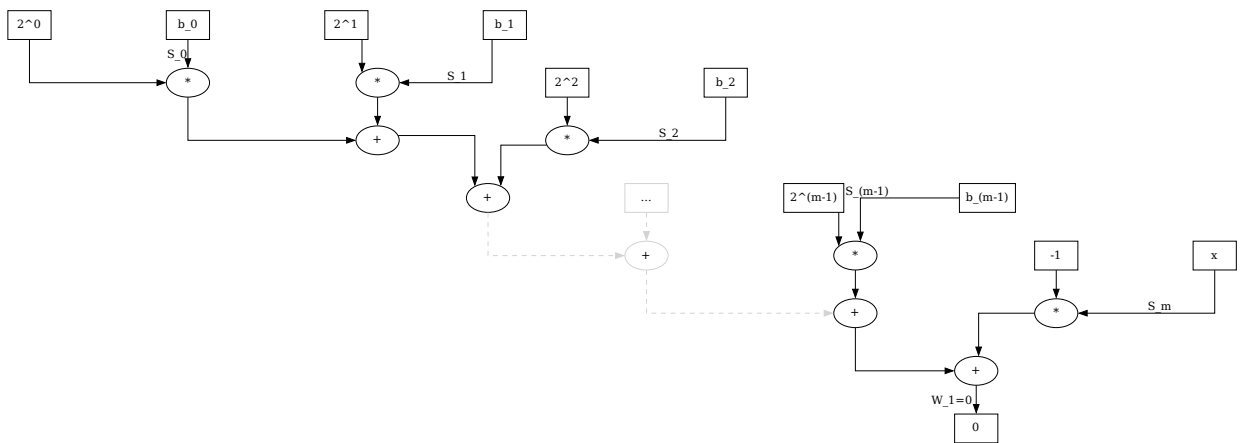 2^0
b_0
2^1
b_1
S_0
*
*
S_1
2^2
b_2
+
*
S_2
+
...
2^(m-1)
S_(m-1)
b_(m-1)
+
*
-1
x
+
*
S_m
+
W_1=0
0